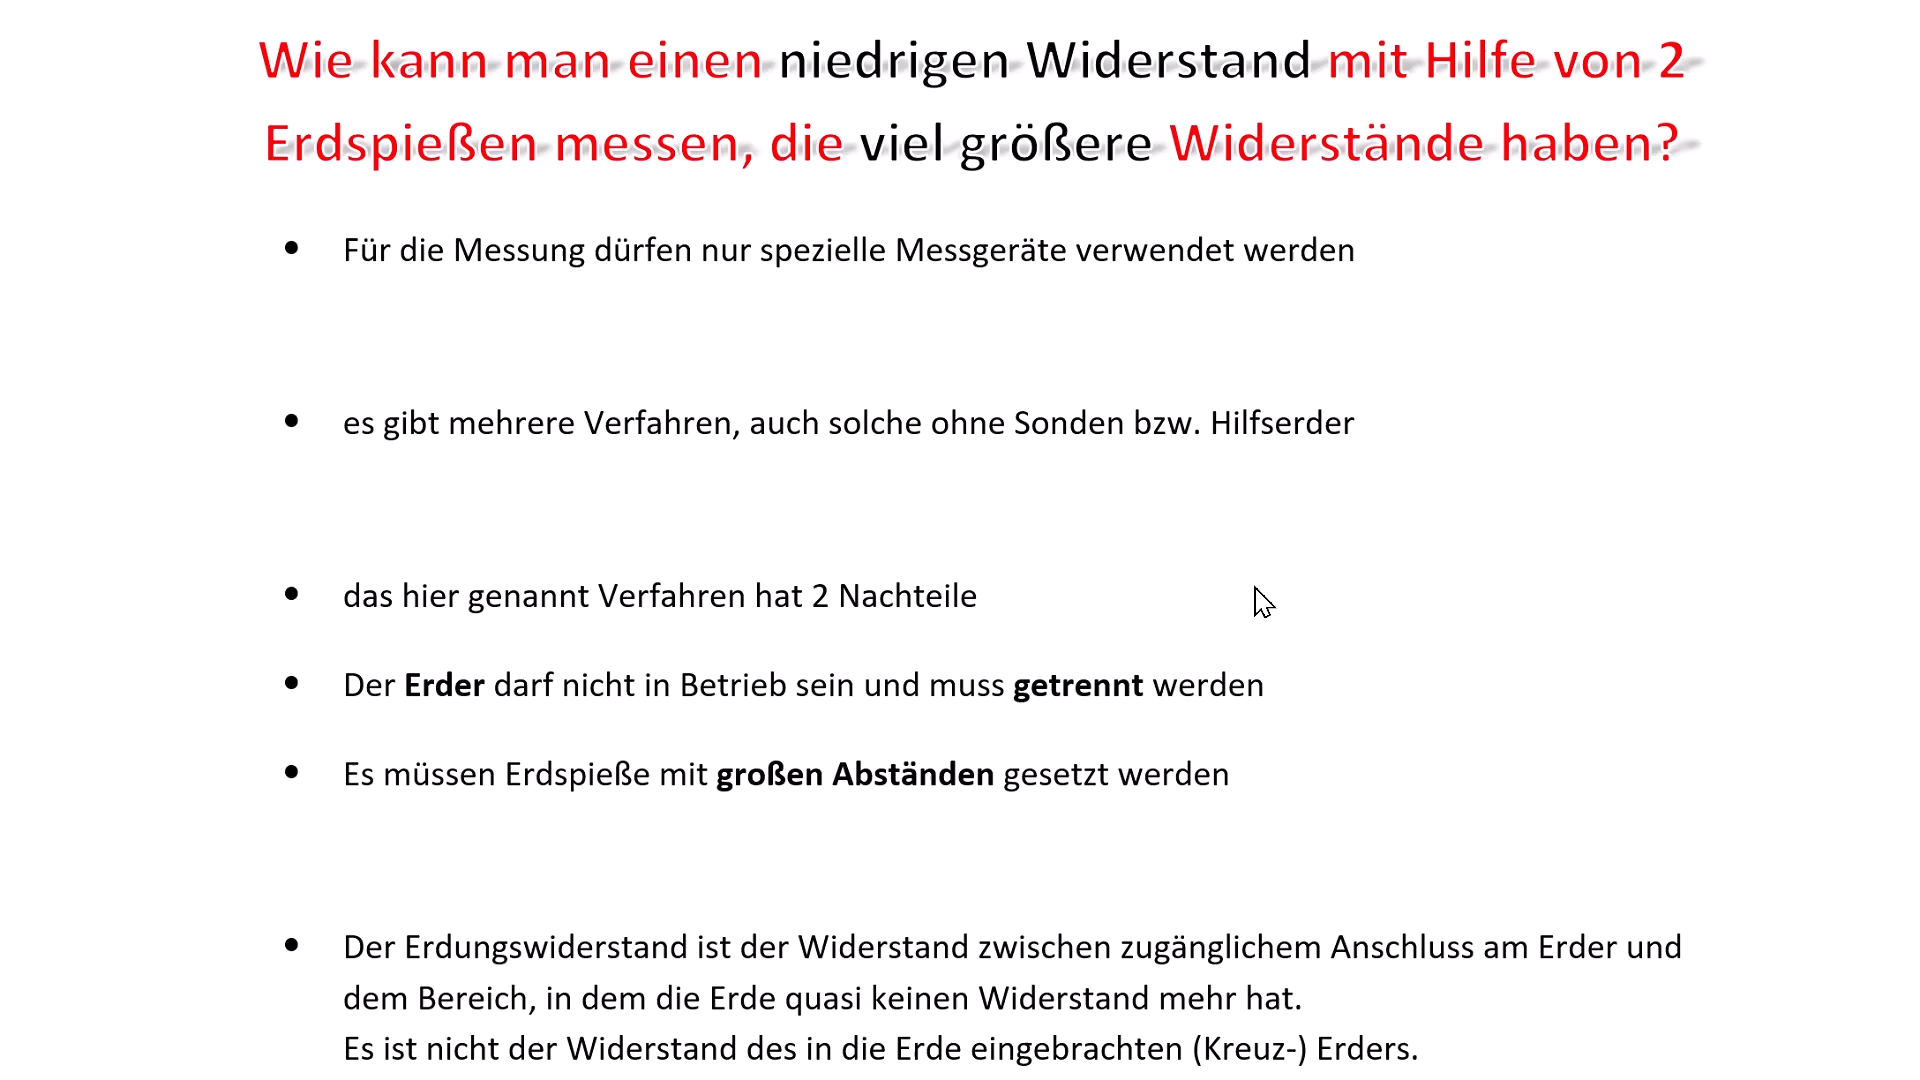 Wie kann man einen niedrigen Widerstand mit Hilfe von 2
Erdspießen messen, die viel größere Widerstände haben?
• Für die Messung dürfen nur spezielle Messgeräte verwendet werden
• es gibt mehrere Verfahren, auch solche ohne Sonden bzw. Hilfserder
• das hier genannt Verfahren hat 2 Nachteile
• Der Erder darf nicht in Betrieb sein und muss getrennt werden
• Es müssen Erdspieße mit großen Abständen gesetzt werden
• Der Erdungswiderstand ist der Widerstand zwischen zugänglichem Anschluss am Erder und
dem Bereich, in dem die Erde quasi keinen Widerstand mehr hat.
Es ist nicht der Widerstand des in die Erde eingebrachten (Kreuz-) Erders.